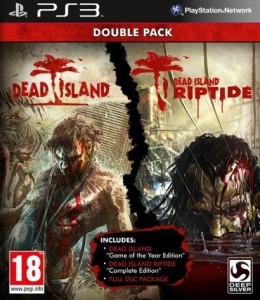 PS3
PlayStation®Network
DOUBLE PACK
DEAD ISLAND
DEAD ISLAND
RIPTIDE
INCLUDES:
• DEAD ISLAND
"Game of the Year Edition"
• DEAD ISLAND RIPTIDE
"Complete Edition"
• FULL DLC PACKAGE
18
www.pegi.info
DEEP
SILVER